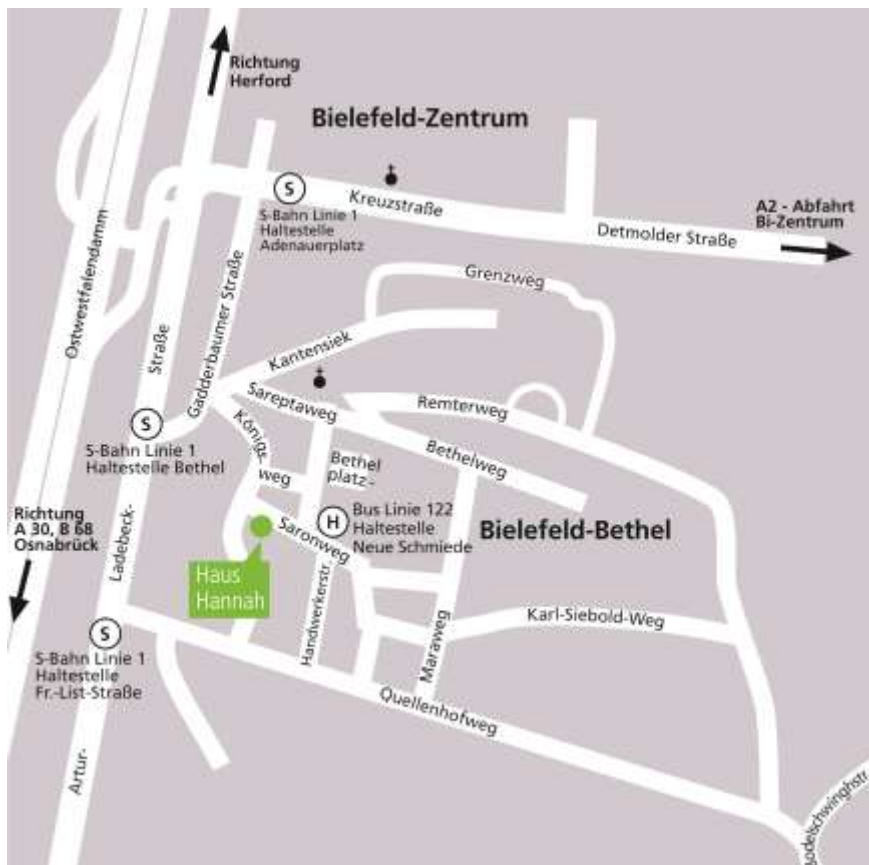 Richtung
Herford
Bielefeld-Zentrum
S
S-Bahn Linie 1
Haltestelle
Adenauerplatz
Kreuzstraße
Detmolder Straße
A2 - Abfahrt
Bi-Zentrum
Ostwestfalendamm
Straße
Gadderbaumer Straße
Grenzweg
Kantensiek
Sareptaweg
Remterweg
Bethelweg
Königs-
weg
Bethel
platz-
S
S-Bahn Linie 1
Haltestelle Bethel
H
Bus Linie 122
Haltestelle
Neue Schmiede
Bielefeld-Bethel
Richtung
A 30, B 68
Osnabrück
Ladebeck-
Saronweg
Haus
Hannah
Handwerkerstr.
Maraweg
Karl-Siebold-Weg
S
S-Bahn Linie 1
Haltestelle
Fr.-List-Straße
Quellenhofweg
Artur-
odelschwinghstr.